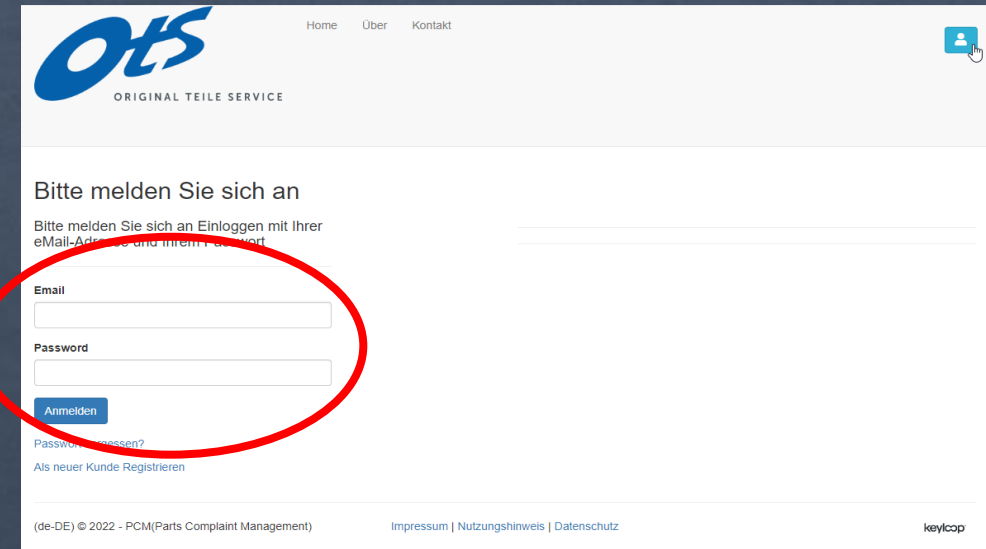 Ots
ORIGINAL TEILE SERVICE
Home Über Kontakt
Bitte melden Sie sich an
Bitte melden Sie sich an Einloggen mit Ihrer
eMail-Adresse und Ihrem Passwort
Email
Password
Anmelden
Passwort vergessen?
Als neuer Kunde Registrieren
(de-DE) © 2022 - PCM(Parts Complaint Management) Impressum | Nutzungshinweis | Datenschutz keyloop